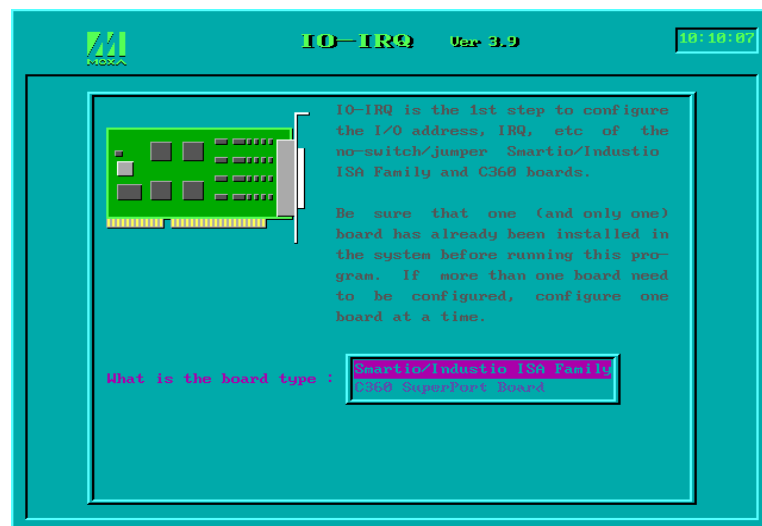 IO-IRQ Ver 3.9
10:10:07
MOXA
IO-IRQ is the 1st step to configure
the I/O address, IRQ, etc of the
no-switch/jumper Smartio/Industio
ISA Family and C360 boards.
Be sure that one (and only one)
board has already been installed in
the system before running this pro-
gram. If more than one board need
to be configured, configure one
board at a time.
What is the board type :
Smartio/Industio ISA Family
C360 SuperPort Board